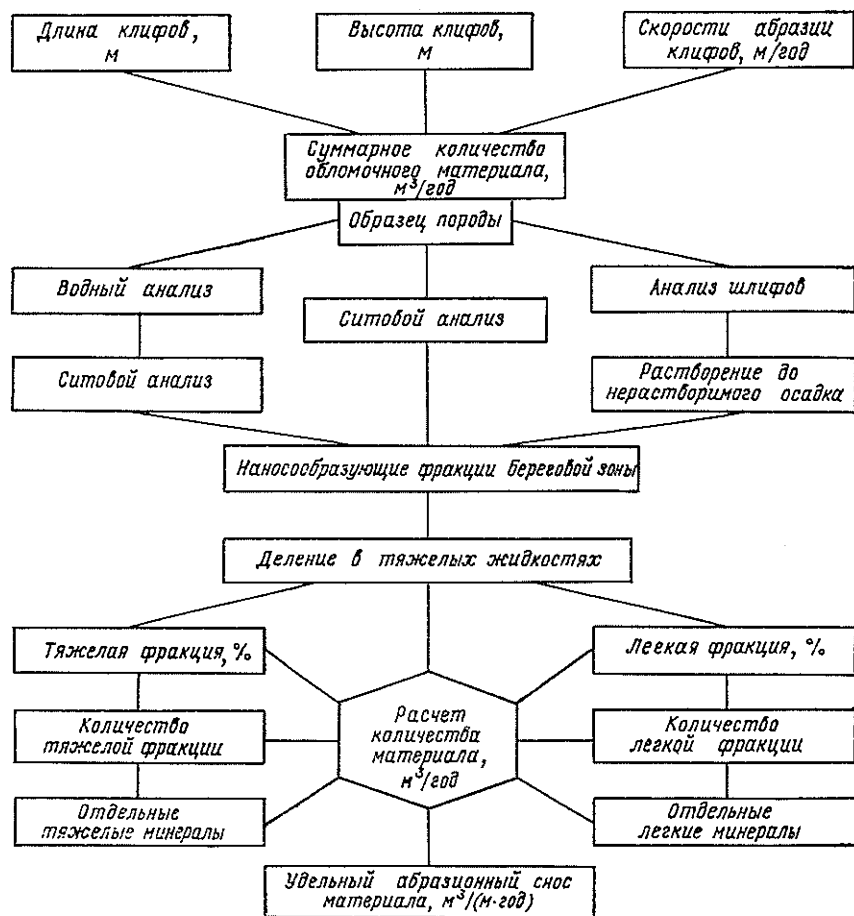 Длина клифов,
м
Высота клифов,
м
Скорости абразии
клифов, м/год
Суммарное количество
обломочного материала,
м³/год
Образец породы
Водный анализ
Ситовой анализ
Анализ шлифов
Ситовой анализ
Растворение до
нерастворимого осадка
Наносообразующие фракции береговой зоны
Деление в тяжелых жидкостях
Тяжелая фракция, %
Легкая фракция, %
Расчет
количества
материала,
м³/год
Количество
тяжелой фракции
Количество
легкой фракции
Отдельные
тяжелые минералы
Отдельные
легкие минералы
Удельный абразионный снос
материала, м³/(м·год)